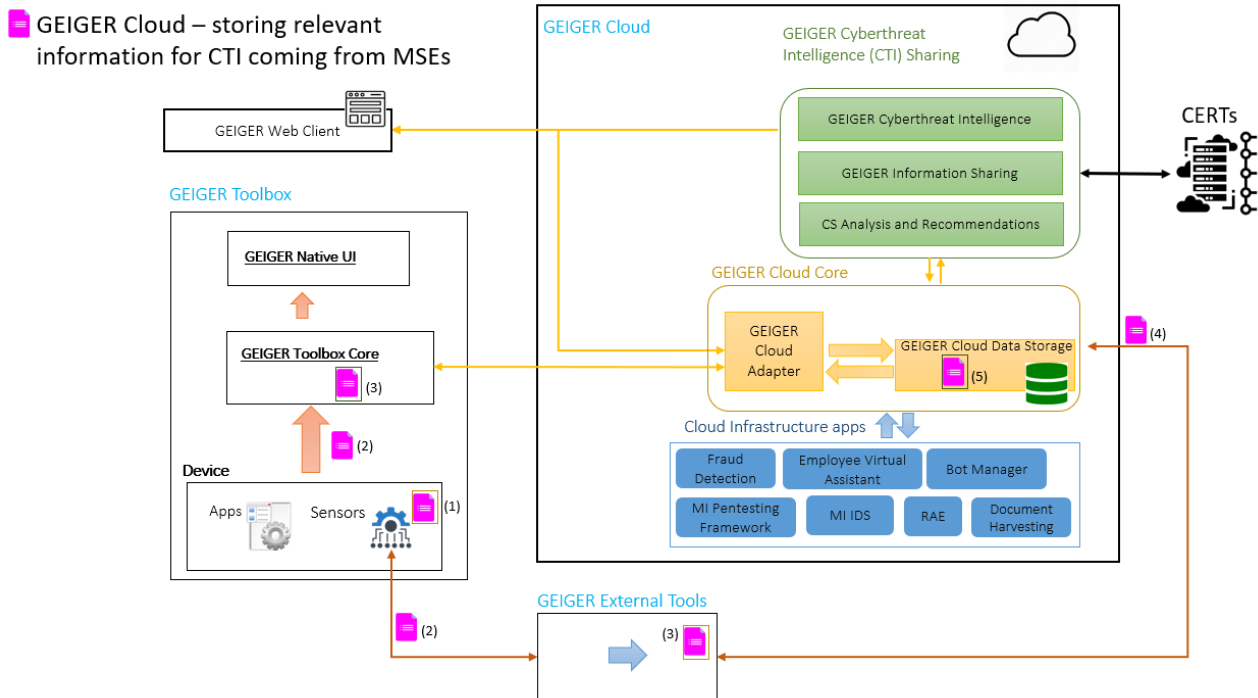 GEIGER Cloud – storing relevant
information for CTI coming from MSEs
GEIGER Cloud
GEIGER Cyberthreat
Intelligence (CTI) Sharing
GEIGER Web Client
GEIGER Cyberthreat Intelligence
CERTs
GEIGER Information Sharing
GEIGER Toolbox
CS Analysis and Recommendations
GEIGER Native UI
GEIGER Cloud Core
GEIGER
Cloud
Adapter
GEIGER Cloud Data Storage
(5)
(4)
GEIGER Toolbox Core
(3)
(2)
Cloud Infrastructure apps
Fraud
Detection
Employee Virtual
Assistant
Bot Manager
MI Pentesting
Framework
MI IDS
RAE
Document
Harvesting
Device
Apps
Sensors
(1)
GEIGER External Tools
(2)
(3)